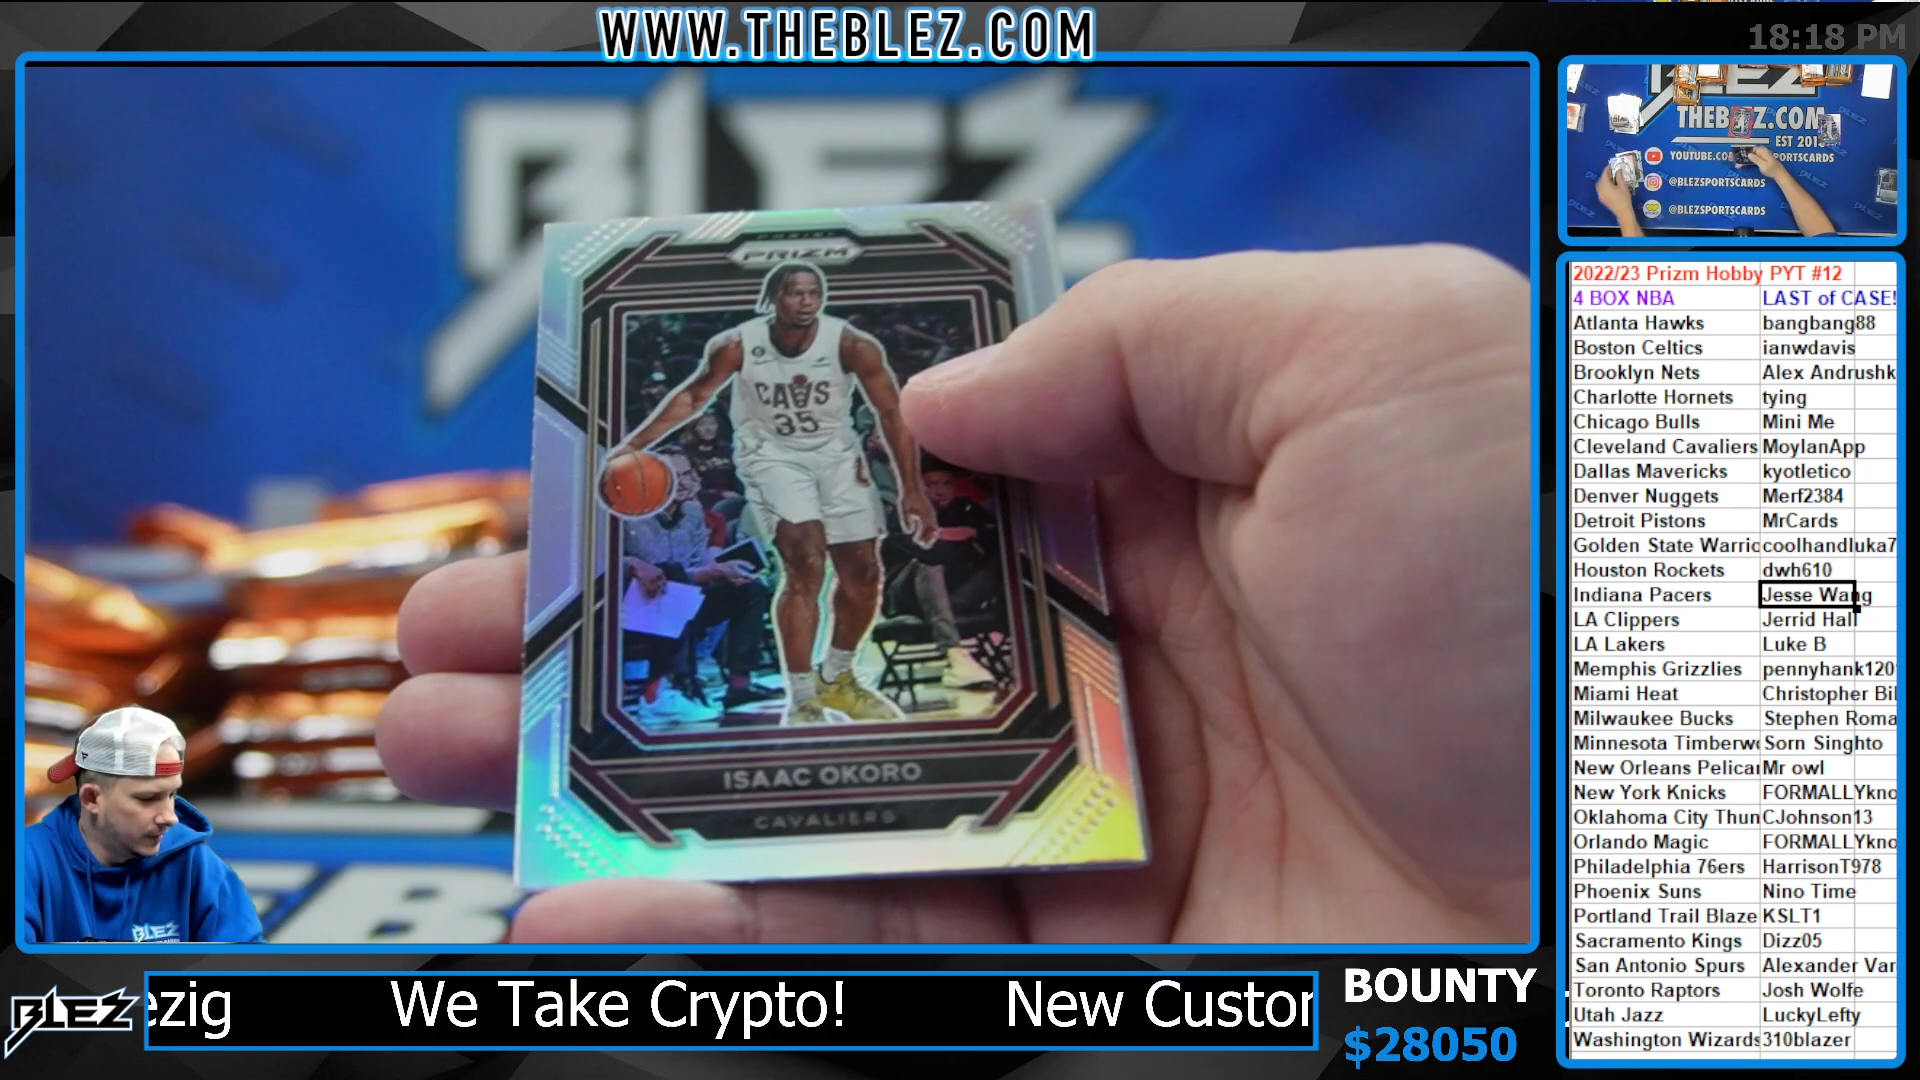 WWW.THEBLEZ.COM
18:18 PM
BLEZ
PANINI
PRIZM
CAVS
35
ISAAC OKORO
CAVALIERS
BLEZ
THEBLEZ.COM
YOUTUBE.CO
PORTSCARDS
@BLEZSPORTSCARDS
@BLEZSPORTSCARDS
2022/23 Prizm Hobby PYT #12
4 BOX NBA LAST of CASE!
Atlanta Hawks bangbang88
Boston Celtics ianwdavis
Brooklyn Nets Alex Andrushk
Charlotte Hornets tying
Chicago Bulls Mini Me
Cleveland Cavaliers MoylanApp
Dallas Mavericks kyotletico
Denver Nuggets Merf2384
Detroit Pistons MrCards
Golden State Warric coolhandluka7
Houston Rockets dwh610
Indiana Pacers Jesse Wang
LA Clippers Jerrid Hall
LA Lakers Luke B
Memphis Grizzlies pennyhank120
Miami Heat Christopher Bil
Milwaukee Bucks Stephen Roma
Minnesota Timberw Sorn Singhto
New Orleans Pelica Mr owl
New York Knicks FORMALLYkno
Oklahoma City Thun CJohnson13
Orlando Magic FORMALLYkno
Philadelphia 76ers HarrisonT978
Phoenix Suns Nino Time
Portland Trail Blaze KSLT1
Sacramento Kings Dizz05
San Antonio Spurs Alexander Var
Toronto Raptors Josh Wolfe
Utah Jazz LuckyLefty
Washington Wizards 310blazer
BLEZ
BLEZ
ezig We Take Crypto! New Custor
BOUNTY
$28050